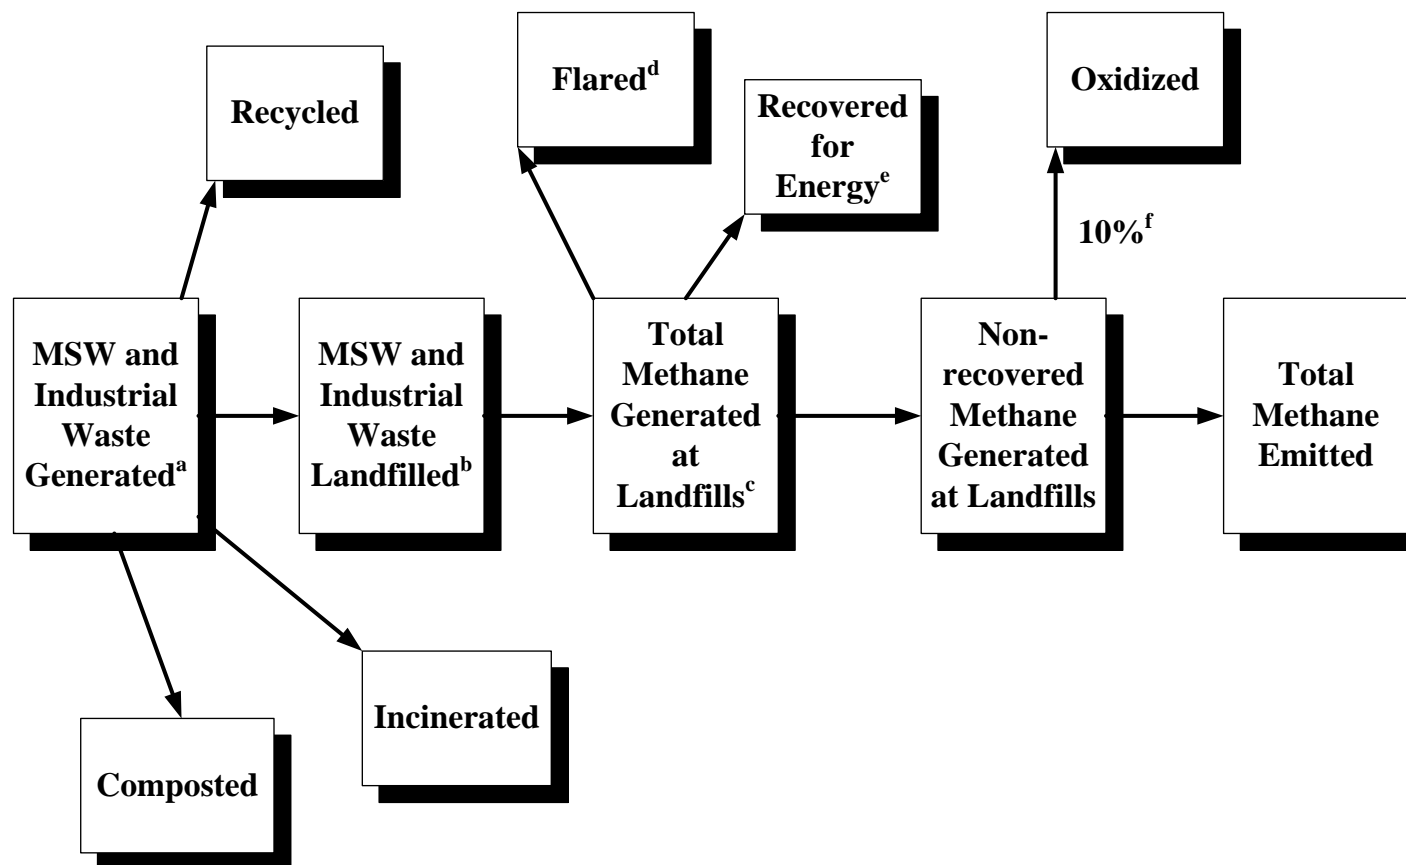 Recycled
Flared^d
Recovered
for
Energy^e
Oxidized
10%^f
MSW and
Industrial
Waste
Generated^a
MSW and
Industrial
Waste
Landfilled^b
Total
Methane
Generated
at
Landfills^c
Non-
recovered
Methane
Generated
at Landfills
Total
Methane
Emitted
Composted
Incinerated